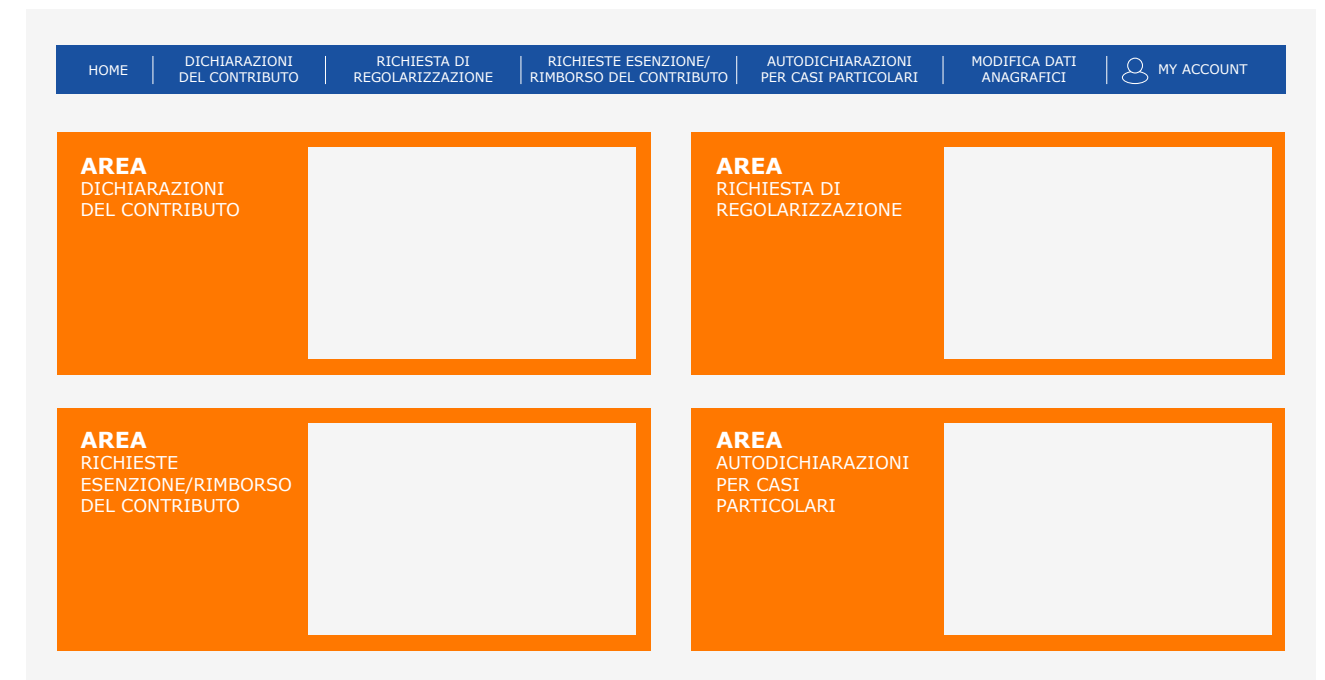 HOME
DICHIARAZIONI
DEL CONTRIBUTO
RICHIESTA DI
REGOLARIZZAZIONE
RICHIESTE ESENZIONE/
RIMBORSO DEL CONTRIBUTO
AUTODICHIARAZIONI
PER CASI PARTICOLARI
MODIFICA DATI
ANAGRAFICI
MY ACCOUNT
AREA
DICHIARAZIONI
DEL CONTRIBUTO
AREA
RICHIESTA DI
REGOLARIZZAZIONE
AREA
RICHIESTE
ESENZIONE/RIMBORSO
DEL CONTRIBUTO
AREA
AUTODICHIARAZIONI
PER CASI
PARTICOLARI